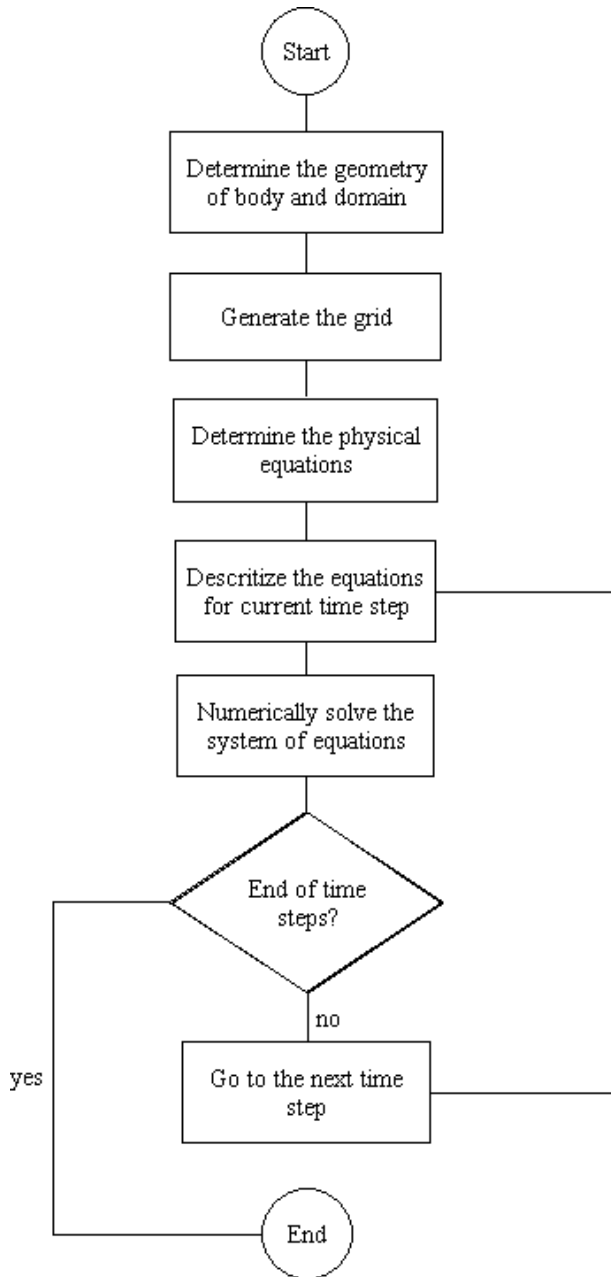 Start
Determine the geometry
of body and domain
Generate the grid
Determine the physical
equations
Descritize the equations
for current time step
Numerically solve the
system of equations
End of time
steps?
no
yes
Go to the next time
step
End